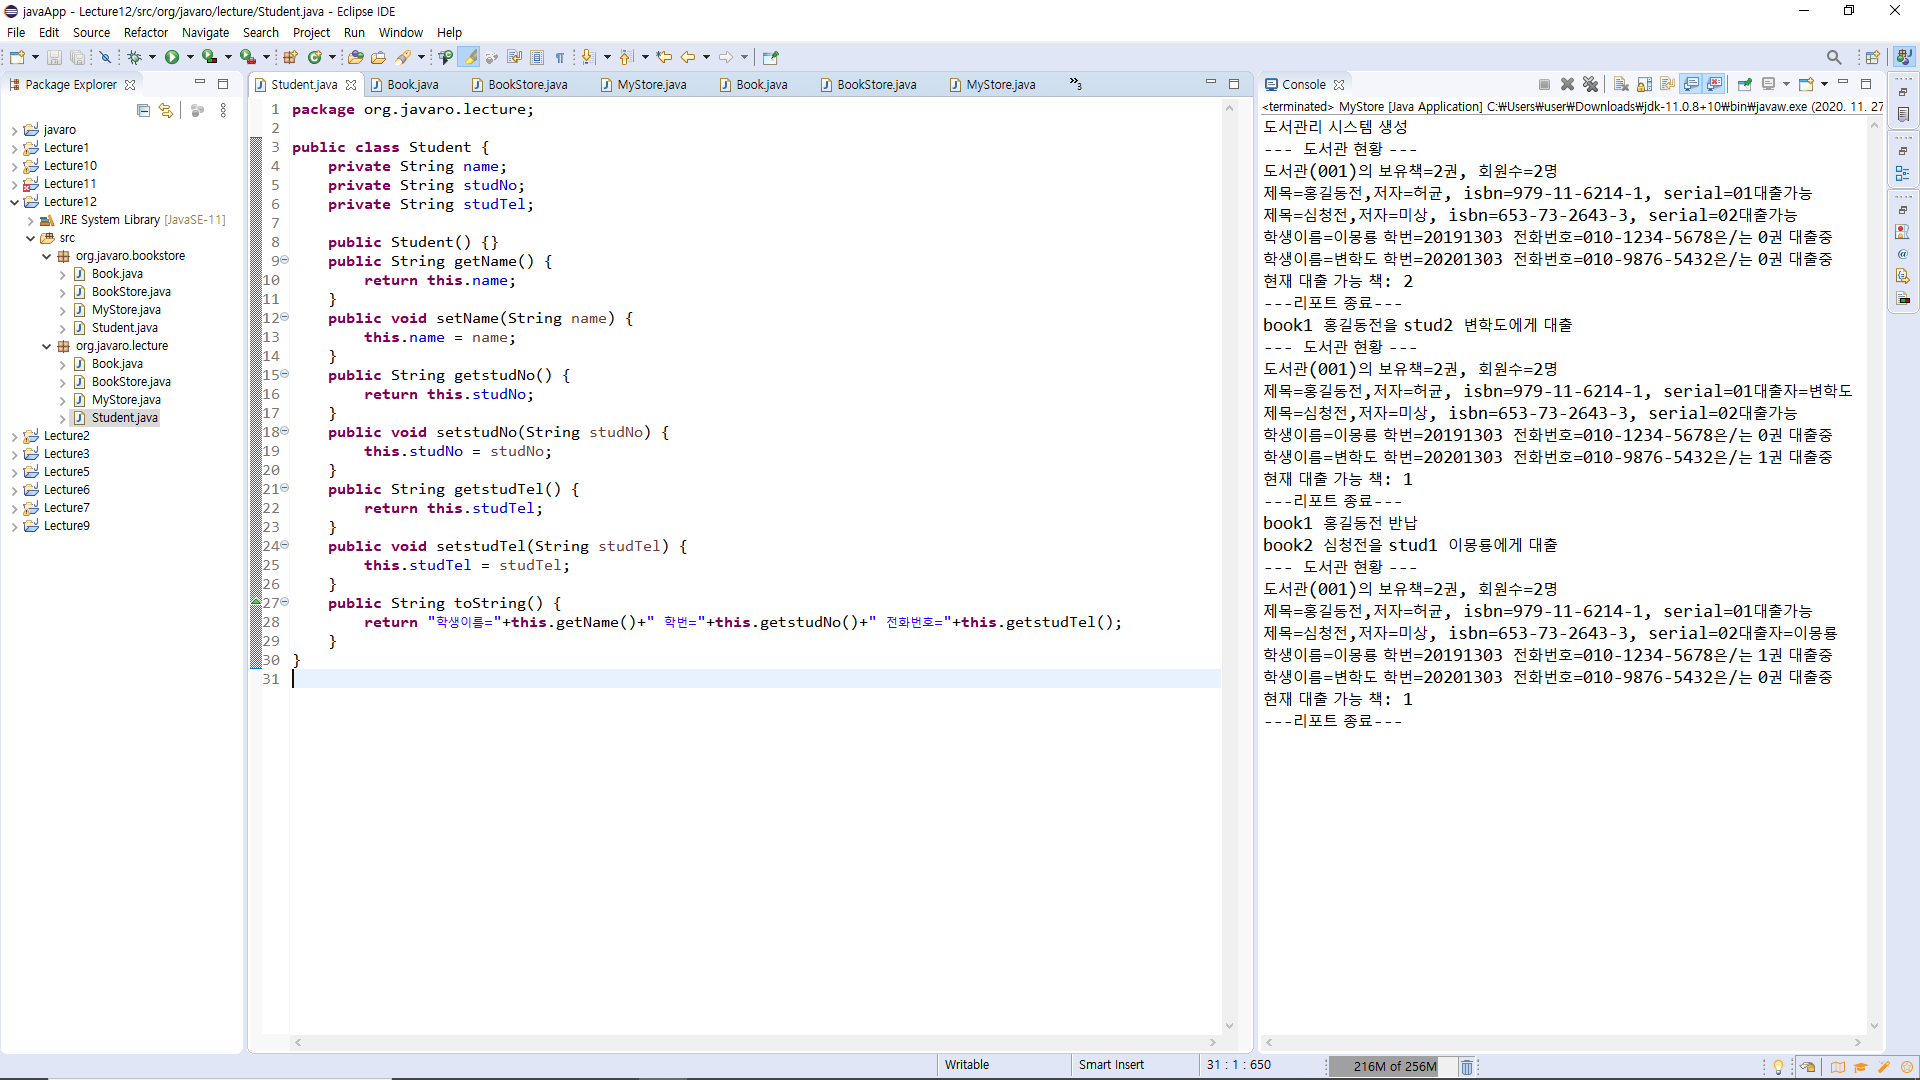 javaApp - Lecture12/src/org/javaro/lecture/Student.java - Eclipse IDE
File Edit Source Refactor Navigate Search Project Run Window Help
Package Explorer
javaro
Lecture1
Lecture10
Lecture11
Lecture12
JRE System Library [JavaSE-11]
src
org.javaro.bookstore
Book.java
BookStore.java
MyStore.java
Student.java
org.javaro.lecture
Book.java
BookStore.java
MyStore.java
Student.java
Lecture2
Lecture3
Lecture5
Lecture6
Lecture7
Lecture9
Student.java Book.java BookStore.java MyStore.java Book.java BookStore.java MyStore.java »3
1 package org.javaro.lecture;
2
3 public class Student {
4 private String name;
5 private String studNo;
6 private String studTel;
7
8 public Student() {}
9 public String getName() {
10 return this.name;
11 }
12 public void setName(String name) {
13 this.name = name;
14 }
15 public String getstudNo() {
16 return this.studNo;
17 }
18 public void setstudNo(String studNo) {
19 this.studNo = studNo;
20 }
21 public String getstudTel() {
22 return this.studTel;
23 }
24 public void setstudTel(String studTel) {
25 this.studTel = studTel;
26 }
27 public String toString() {
28 return "학생이름="+this.getName()+" 학번="+this.getstudNo()+" 전화번호="+this.getstudTel();
29 }
30 }
31
Console
<terminated> MyStore [Java Application] C:₩Users₩user₩Downloads₩jdk-11.0.8+10₩bin₩javaw.exe (2020. 11. 27
도서관리 시스템 생성
--- 도서관 현황 ---
도서관(001)의 보유책=2권, 회원수=2명
제목=홍길동전,저자=허균, isbn=979-11-6214-1, serial=01대출가능
제목=심청전,저자=미상, isbn=653-73-2643-3, serial=02대출가능
학생이름=이몽룡 학번=20191303 전화번호=010-1234-5678은/는 0권 대출중
학생이름=변학도 학번=20201303 전화번호=010-9876-5432은/는 0권 대출중
현재 대출 가능 책: 2
---리포트 종료---
book1 홍길동전을 stud2 변학도에게 대출
--- 도서관 현황 ---
도서관(001)의 보유책=2권, 회원수=2명
제목=홍길동전,저자=허균, isbn=979-11-6214-1, serial=01대출자=변학도
제목=심청전,저자=미상, isbn=653-73-2643-3, serial=02대출가능
학생이름=이몽룡 학번=20191303 전화번호=010-1234-5678은/는 0권 대출중
학생이름=변학도 학번=20201303 전화번호=010-9876-5432은/는 1권 대출중
현재 대출 가능 책: 1
---리포트 종료---
book1 홍길동전 반납
book2 심청전을 stud1 이몽룡에게 대출
--- 도서관 현황 ---
도서관(001)의 보유책=2권, 회원수=2명
제목=홍길동전,저자=허균, isbn=979-11-6214-1, serial=01대출가능
제목=심청전,저자=미상, isbn=653-73-2643-3, serial=02대출자=이몽룡
학생이름=이몽룡 학번=20191303 전화번호=010-1234-5678은/는 1권 대출중
학생이름=변학도 학번=20201303 전화번호=010-9876-5432은/는 0권 대출중
현재 대출 가능 책: 1
---리포트 종료---
Writable Smart Insert 31 : 1 : 650 216M of 256M